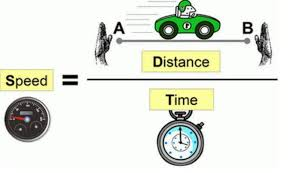 A B
Distance
Speed =
Time